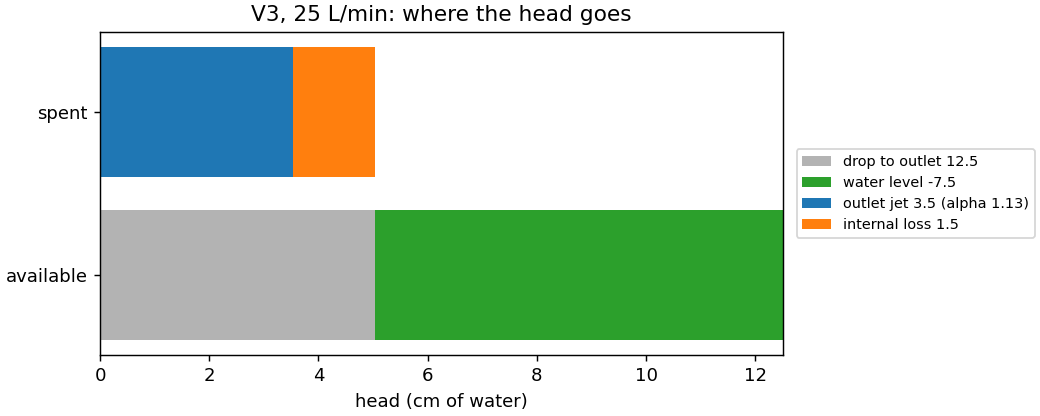 V3, 25 L/min: where the head goes
spent
available
0 2 4 6 8 10 12
head (cm of water)
drop to outlet 12.5
water level -7.5
outlet jet 3.5 (alpha 1.13)
internal loss 1.5